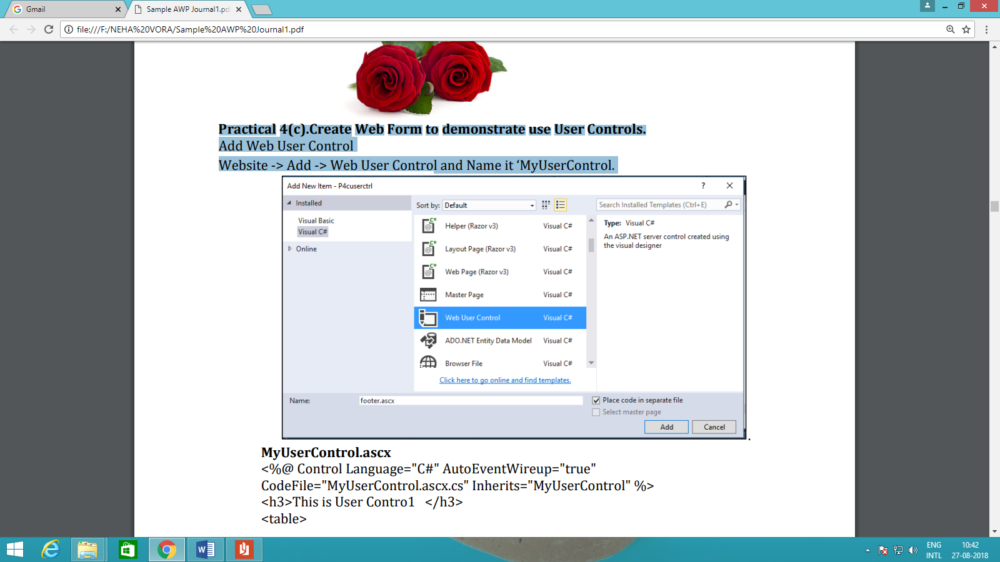 Gmail
Sample AWP Journal1.pd
file:///F:/NEHA%20VORA/Sample%20AWP%20Journal1.pdf
Practical 4(c).Create Web Form to demonstrate use User Controls.
Add Web User Control
Website -> Add -> Web User Control and Name it ‘MyUserControl.
Add New Item - P4cuserctrl
?
Installed
Sort by: Default
Search Installed Templates (Ctrl+E)
Visual Basic
Visual C#
Online
Helper (Razor v3) Visual C#
Layout Page (Razor v3) Visual C#
Web Page (Razor v3) Visual C#
Master Page Visual C#
Web User Control Visual C#
ADO.NET Entity Data Model Visual C#
Browser File Visual C#
Click here to go online and find templates.
Type: Visual C#
An ASP.NET server control created using
the visual designer
Name: footer.ascx
Place code in separate file
Select master page
Add Cancel
.
MyUserControl.ascx
<%@ Control Language="C#" AutoEventWireup="true"
CodeFile="MyUserControl.ascx.cs" Inherits="MyUserControl" %>
<h3>This is User Contro1 </h3>
<table>
ENG 10:42
INTL 27-08-2018